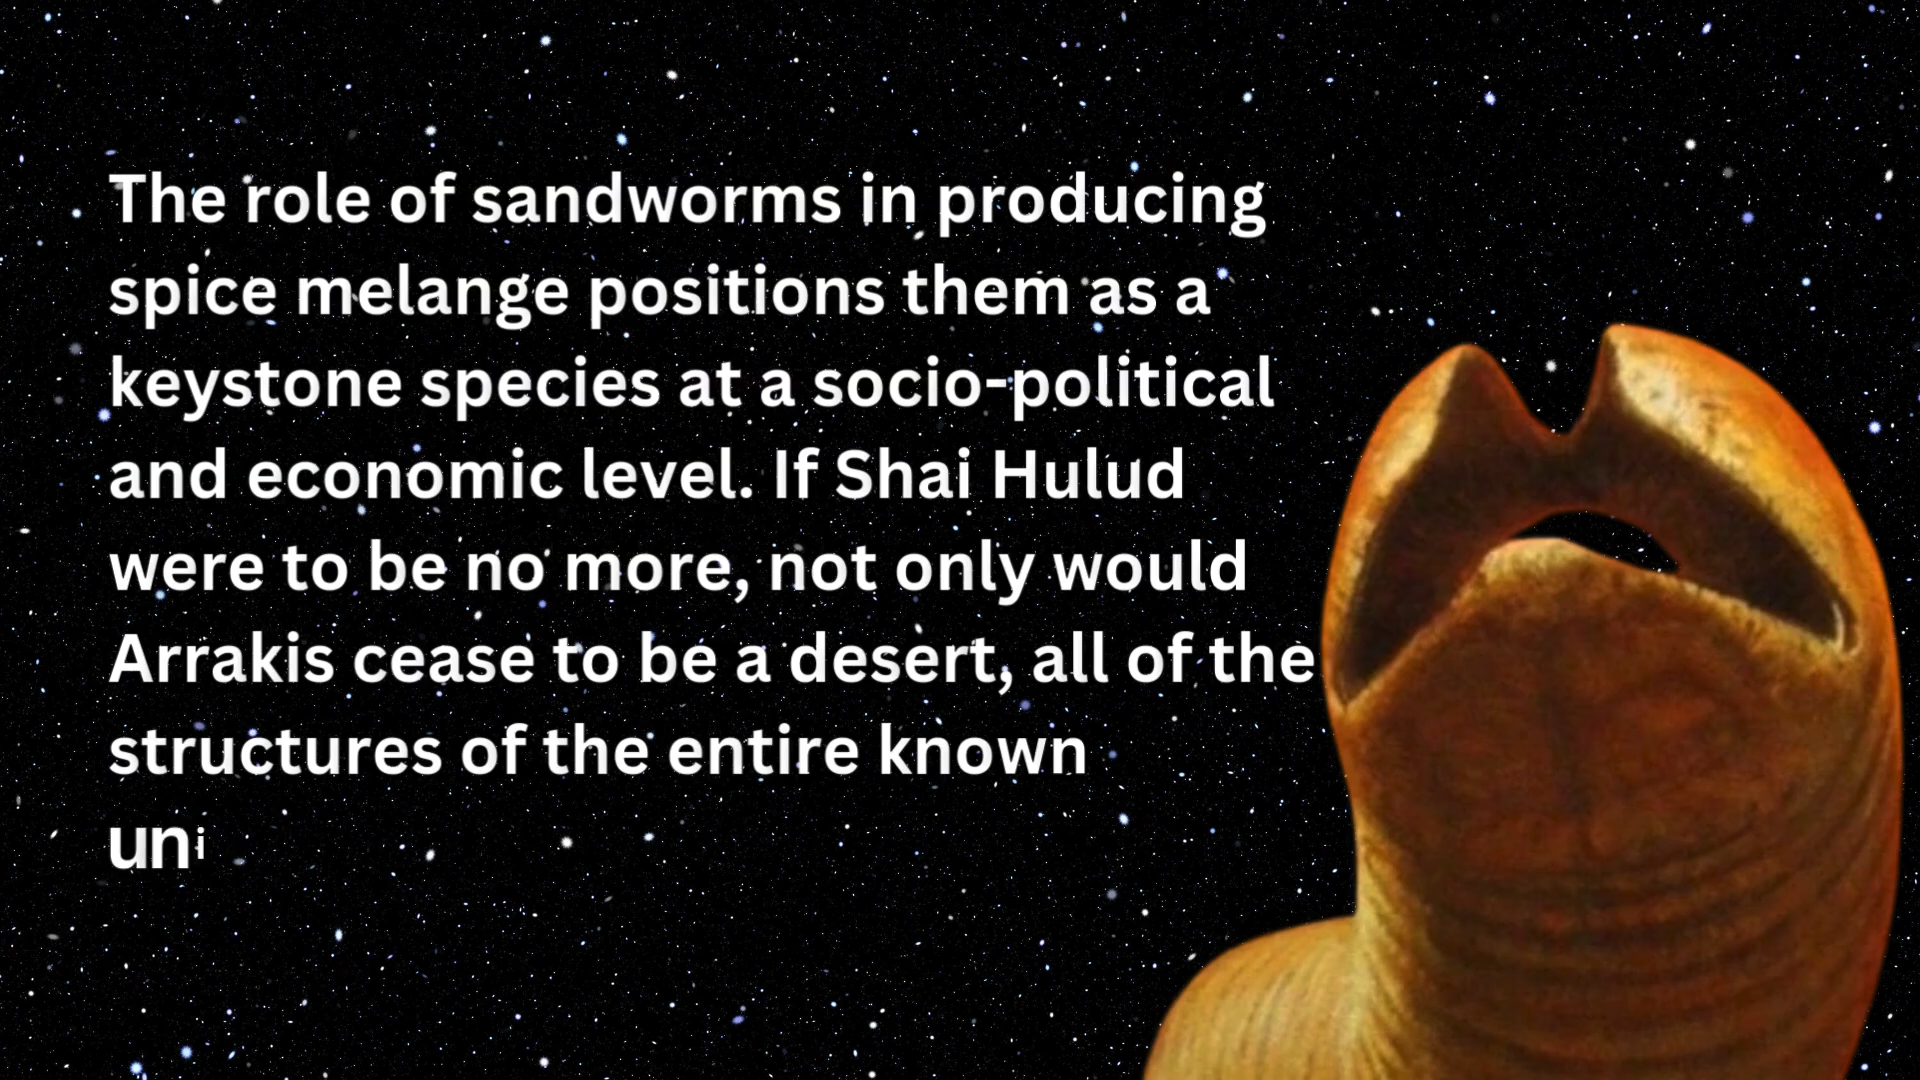 The role of sandworms in producing
spice melange positions them as a
keystone species at a socio-political
and economic level. If Shai Hulud
were to be no more, not only would
Arrakis cease to be a desert, all of the
structures of the entire known
uni